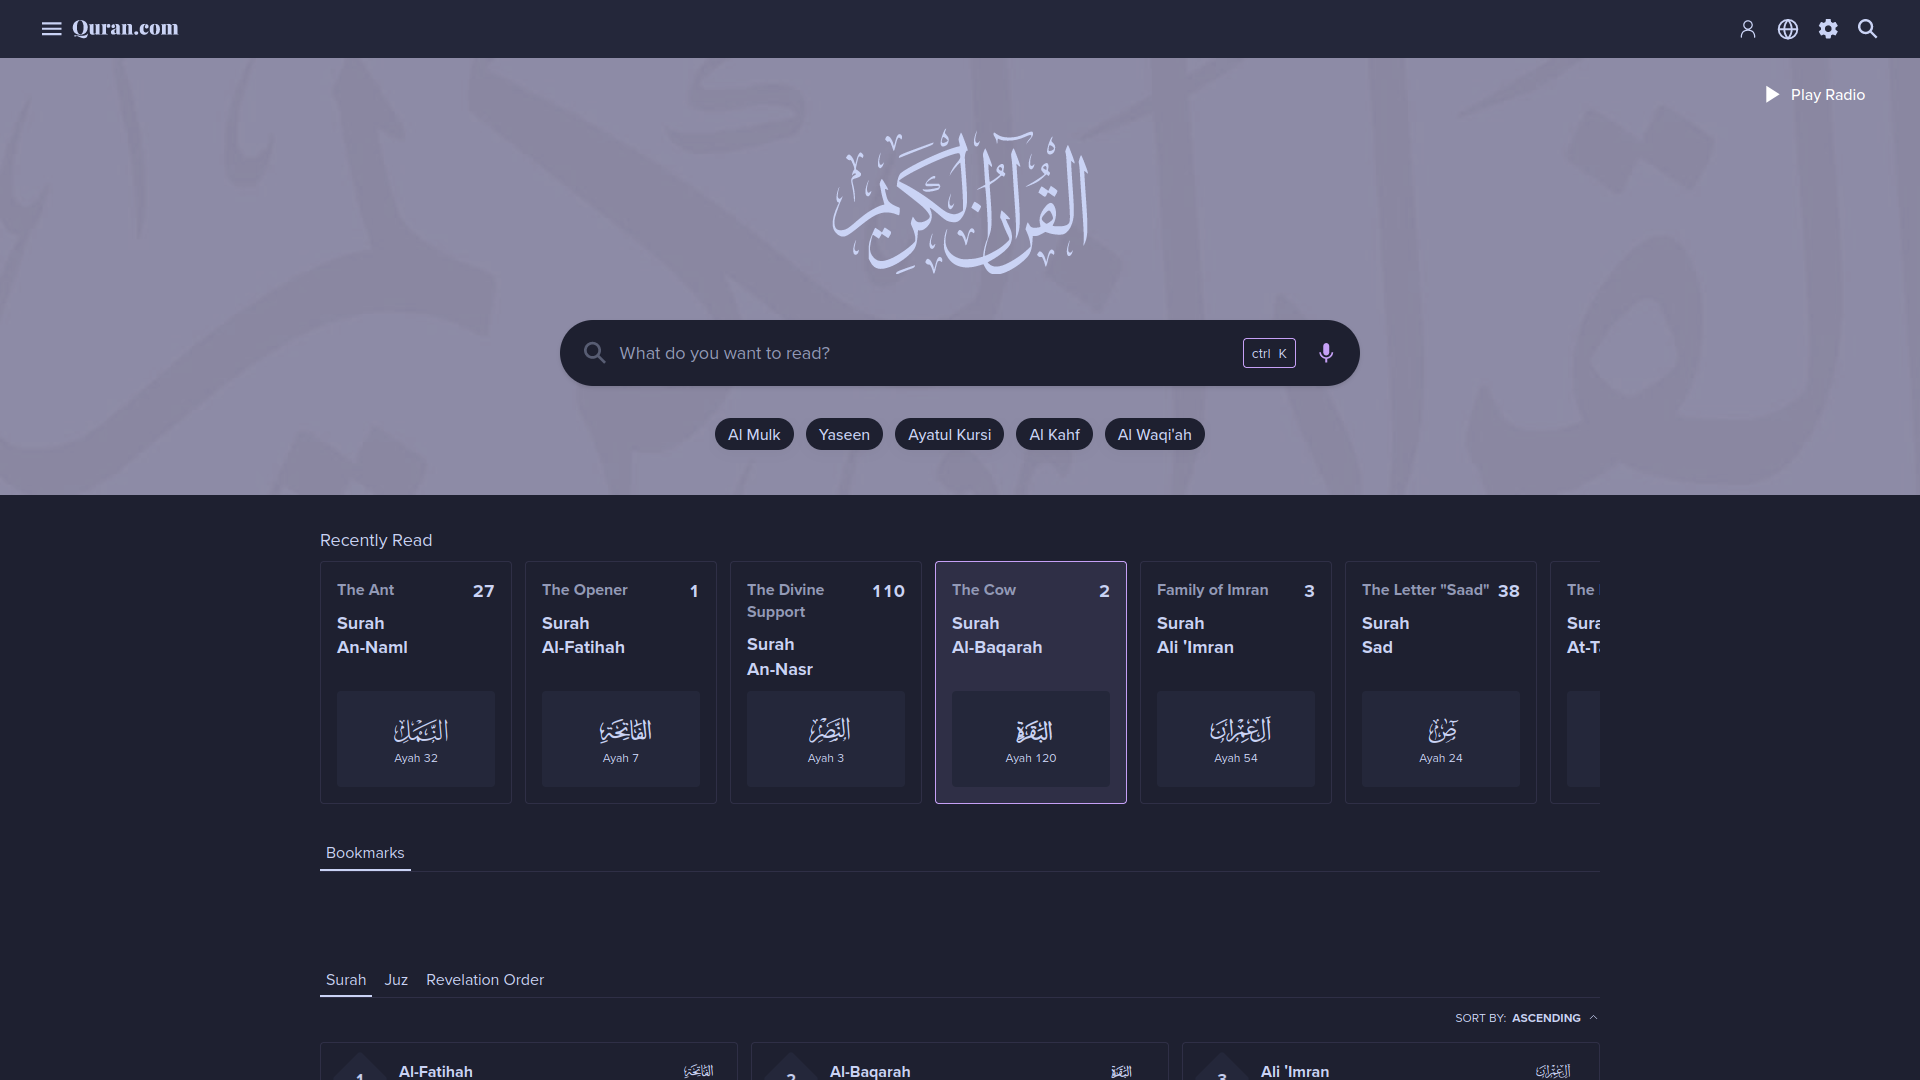 Quran.com
Play Radio
القرآن الكريم
What do you want to read?
ctrl K
Al Mulk
Yaseen
Ayatul Kursi
Al Kahf
Al Waqi'ah
Recently Read
The Ant 27
Surah
An-Naml
النمل
Ayah 32
The Opener 1
Surah
Al-Fatihah
الفاتحة
Ayah 7
The Divine Support 110
Surah
An-Nasr
النصر
Ayah 3
The Cow 2
Surah
Al-Baqarah
البقرة
Ayah 120
Family of Imran 3
Surah
Ali 'Imran
آل عمران
Ayah 54
The Letter "Saad" 38
Surah
Sad
ص
Ayah 24
The
Bookmarks
Surah Juz Revelation Order
SORT BY: ASCENDING
1 Al-Fatihah الفاتحة
2 Al-Baqarah البقرة
3 Ali 'Imran آل عمران